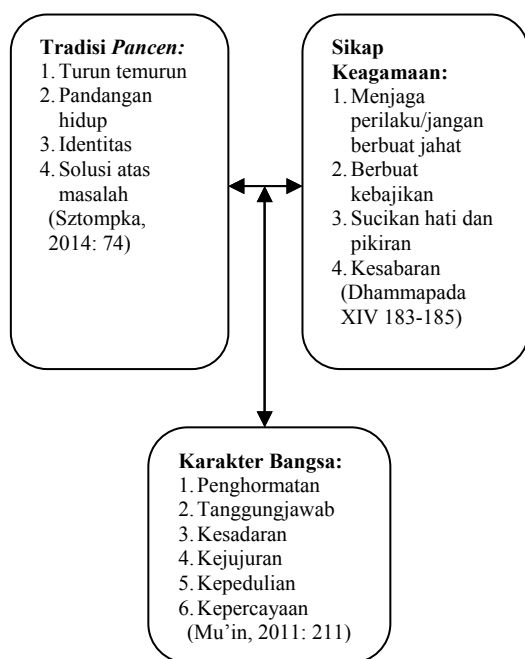 Tradisi Pancen:
1. Turun temurun
2. Pandangan
hidup
3. Identitas
4. Solusi atas
masalah
(Sztompka,
2014: 74)
Sikap
Keagamaan:
1. Menjaga
perilaku/jangan
berbuat jahat
2. Berbuat
kebajikan
3. Sucikan hati dan
pikiran
4. Kesabaran
(Dhammapada
XIV 183-185)
Karakter Bangsa:
1. Penghormatan
2. Tanggungjawab
3. Kesadaran
4. Kejujuran
5. Kepedulian
6. Kepercayaan
(Mu’in, 2011: 211)